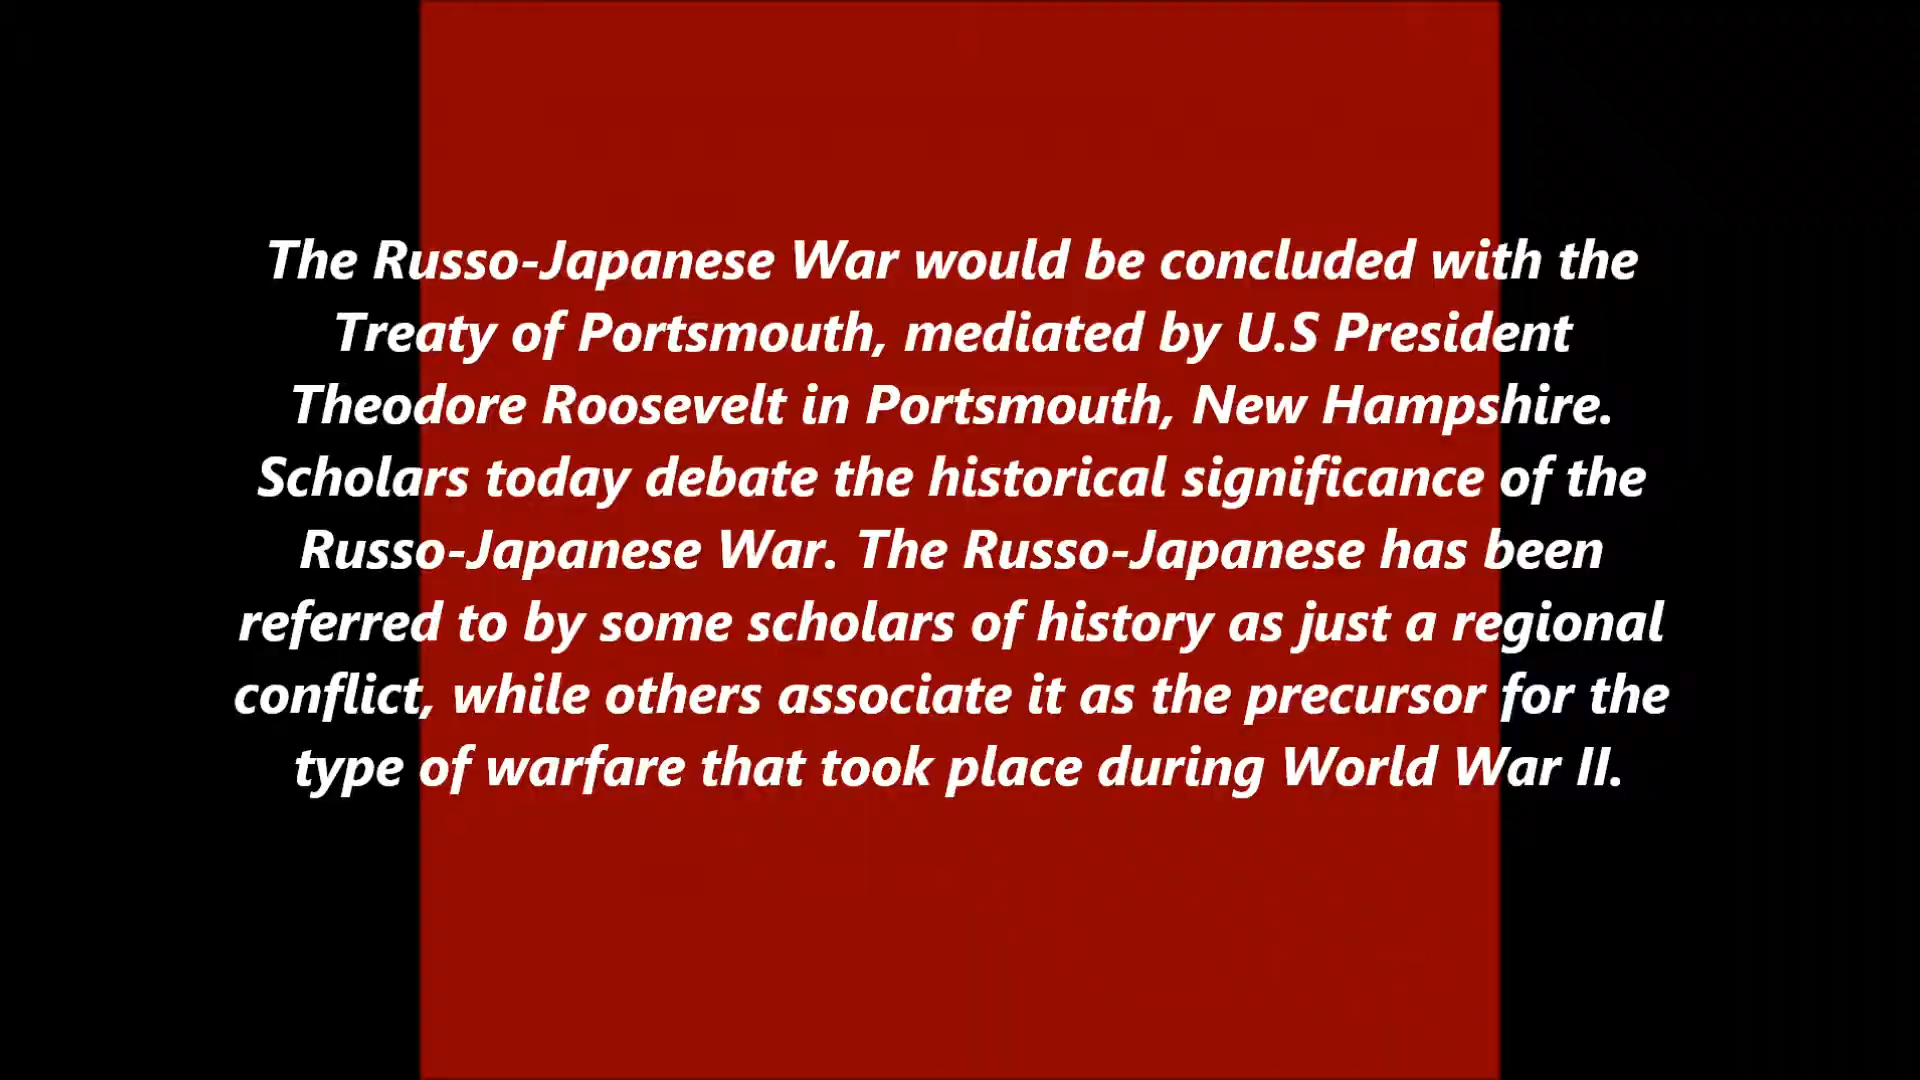 The Russo-Japanese War would be concluded with the
Treaty of Portsmouth, mediated by U.S President
Theodore Roosevelt in Portsmouth, New Hampshire.
Scholars today debate the historical significance of the
Russo-Japanese War. The Russo-Japanese has been
referred to by some scholars of history as just a regional
conflict, while others associate it as the precursor for the
type of warfare that took place during World War II.